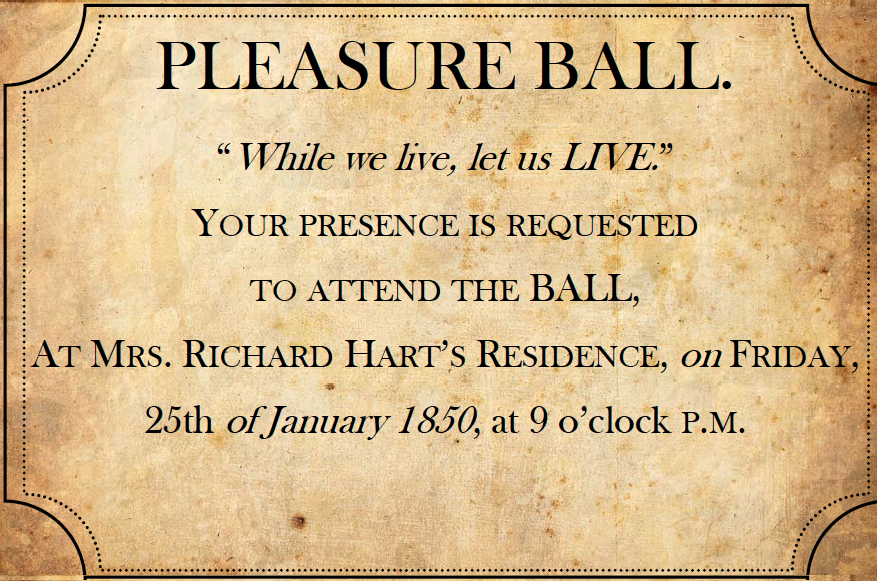 PLEASURE BALL.
“While we live, let us LIVE.”
YOUR PRESENCE IS REQUESTED
TO ATTEND THE BALL,
AT MRS. RICHARD HART’S RESIDENCE, on FRIDAY,
25th of January 1850, at 9 o’clock P.M.